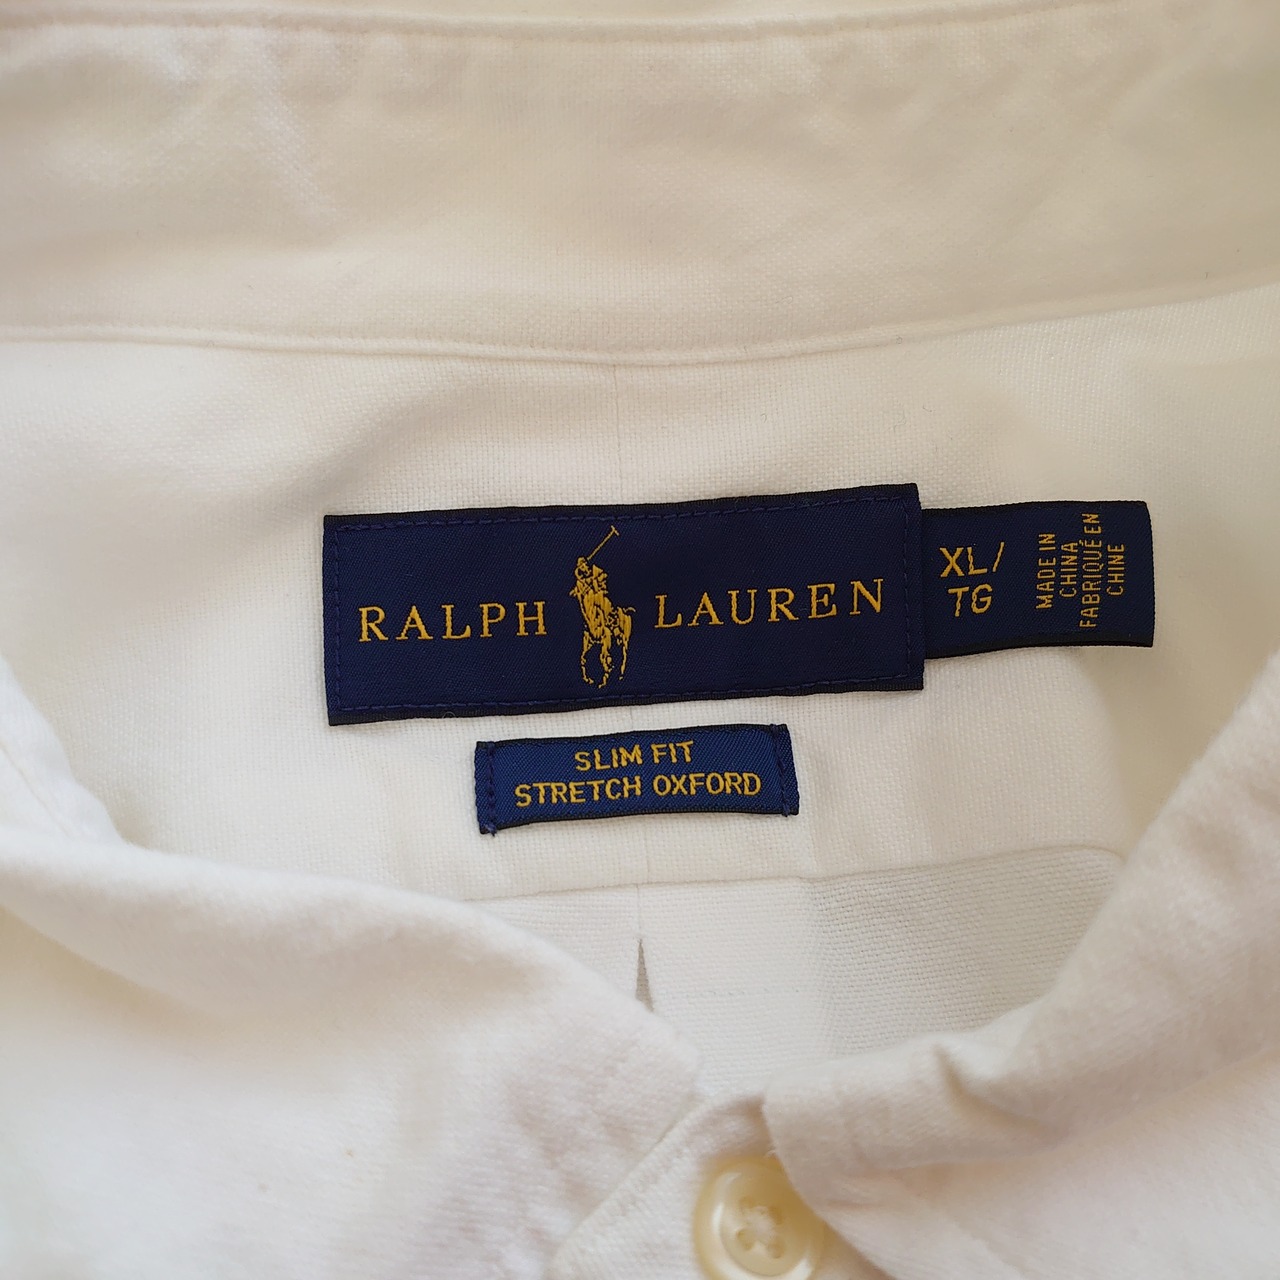 RALPH LAUREN
XL/
TG
MADE IN
CHINA
FABRIQUÉ EN
CHINE
SLIM FIT
STRETCH OXFORD